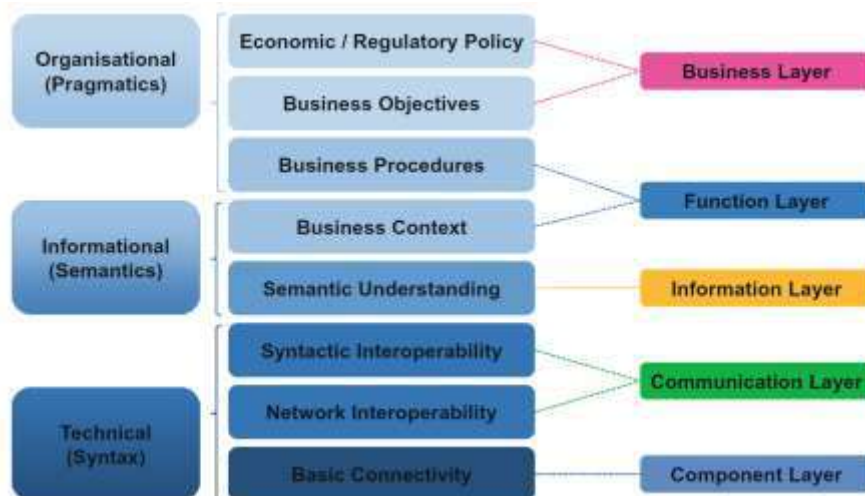 Organisational
(Pragmatics)
Economic / Regulatory Policy
Business Objectives
Business Procedures
Business Layer
Function Layer
Informational
(Semantics)
Business Context
Semantic Understanding
Information Layer
Technical
(Syntax)
Syntactic Interoperability
Network Interoperability
Basic Connectivity
Communication Layer
Component Layer